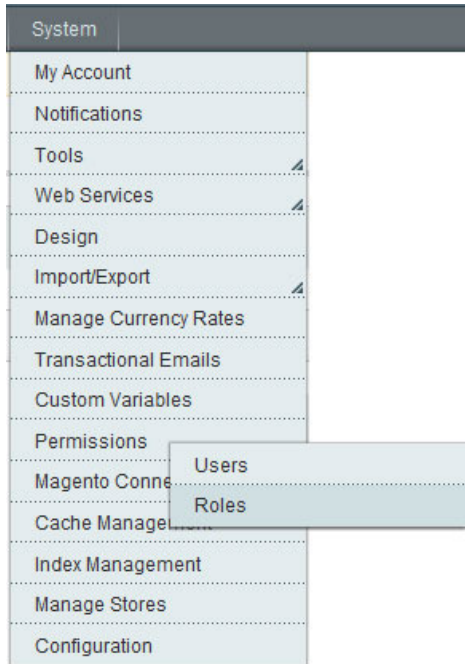 System
My Account
Notifications
Tools
Web Services
Design
Import/Export
Manage Currency Rates
Transactional Emails
Custom Variables
Permissions
Users
Magento Conne
Roles
Cache Management
Index Management
Manage Stores
Configuration